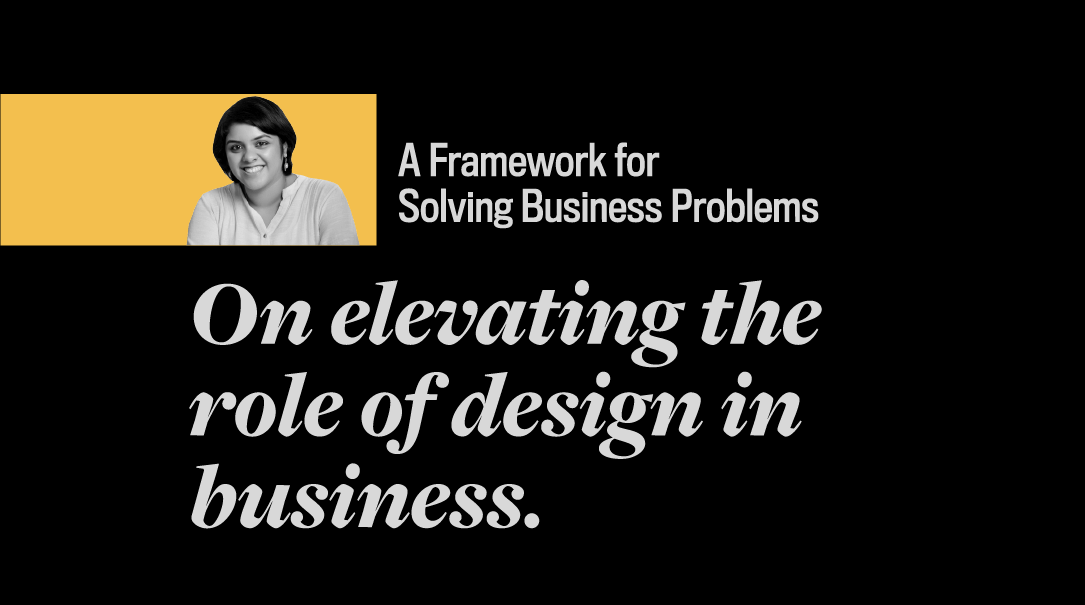 A Framework for
Solving Business Problems
On elevating the
role of design in
business.